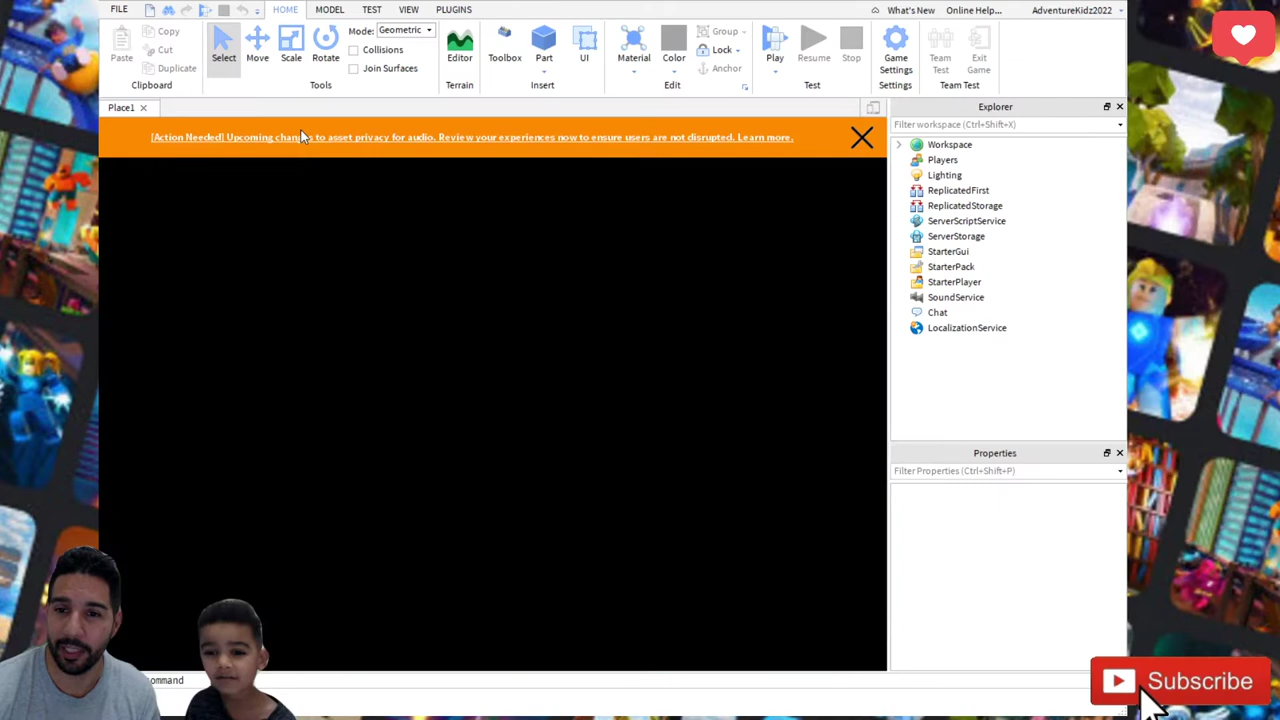 FILE HOME MODEL TEST VIEW PLUGINS What's New Online Help... AdventureKidz2022
Paste Copy Cut Duplicate Clipboard
Select Move Scale Rotate Mode: Geometric Collisions Join Surfaces Tools
Editor Terrain
Toolbox Part UI Insert
Material Color Group Lock Anchor Edit
Play Resume Stop Test
Game Settings Settings
Team Test Exit Game Team Test
Place1
[Action Needed] Upcoming changes to asset privacy for audio. Review your experiences now to ensure users are not disrupted. Learn more.
Explorer
Filter workspace (Ctrl+Shift+X)
Workspace
Players
Lighting
ReplicatedFirst
ReplicatedStorage
ServerScriptService
ServerStorage
StarterGui
StarterPack
StarterPlayer
SoundService
Chat
LocalizationService
Properties
Filter Properties (Ctrl+Shift+P)
ommand
Subscribe